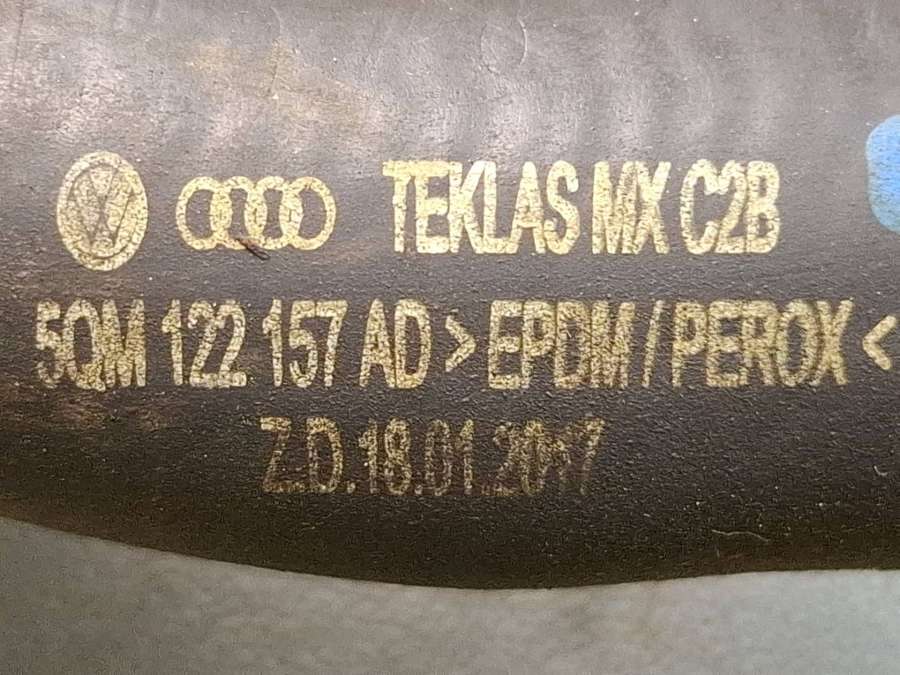 TEKLAS MX C2B
5QM 122 157 AD >EPDM/PEROX<
Z.D.18.01.2017